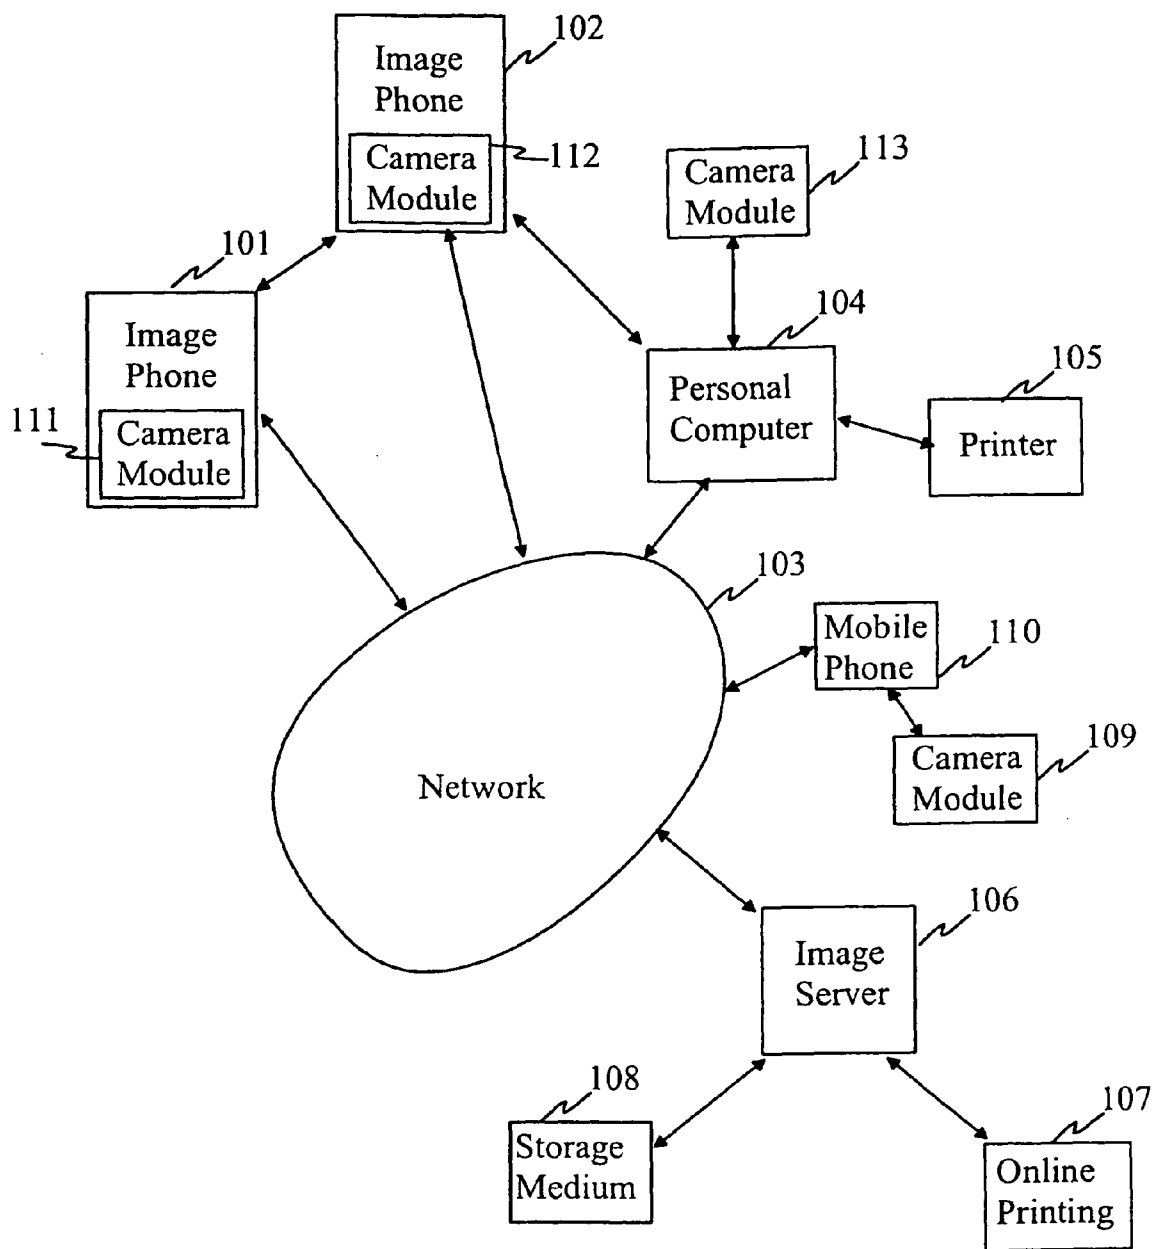 102
Image
Phone
Camera
Module
112
113
Camera
Module
101
Image
Phone
111
Camera
Module
104
Personal
Computer
105
Printer
103
Mobile
Phone
110
109
Camera
Module
Network
106
Image
Server
108
Storage
Medium
107
Online
Printing